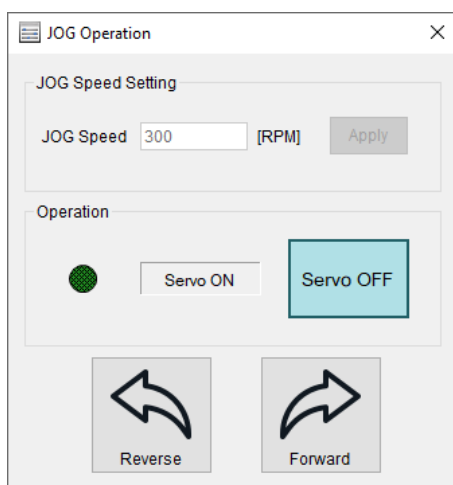 JOG Operation
JOG Speed Setting
JOG Speed 300 [RPM] Apply
Operation
Servo ON Servo OFF
Reverse Forward